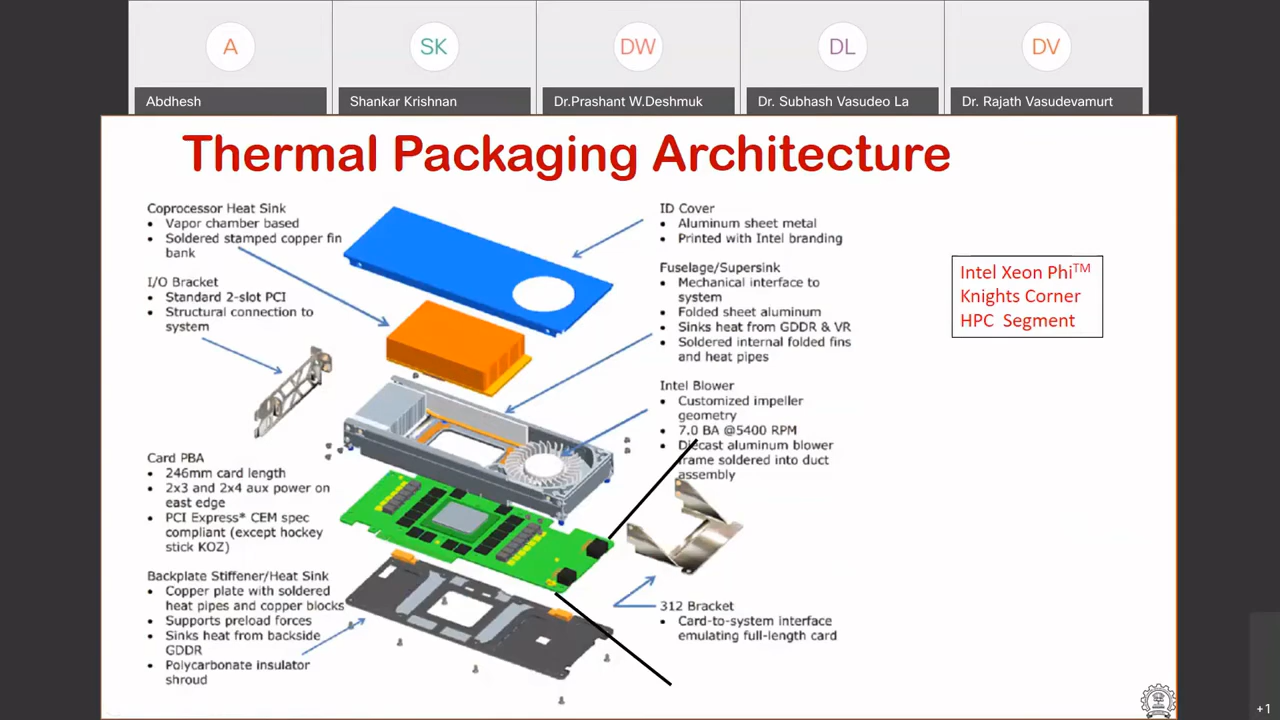 A
SK
DW
DL
DV
Abdhesh
Shankar Krishnan
Dr.Prashant W.Deshmuk
Dr. Subhash Vasudeo La
Dr. Rajath Vasudevamurt
Thermal Packaging Architecture
Coprocessor Heat Sink
• Vapor chamber based
• Soldered stamped copper fin
bank
I/O Bracket
• Standard 2-slot PCI
• Structural connection to
system
Card PBA
• 246mm card length
• 2x3 and 2x4 aux power on
east edge
• PCI Express* CEM spec
compliant (except hockey
stick KOZ)
Backplate Stiffener/Heat Sink
• Copper plate with soldered
heat pipes and copper blocks
• Supports preload forces
• Sinks heat from backside
GDDR
• Polycarbonate insulator
shroud
ID Cover
• Aluminum sheet metal
• Printed with Intel branding
Fuselage/Supersink
• Mechanical interface to
system
• Folded sheet aluminum
• Sinks heat from GDDR & VR
• Soldered internal folded fins
and heat pipes
Intel Blower
• Customized impeller
geometry
• 7.0 BA @5400 RPM
• Diecast aluminum blower
frame soldered into duct
assembly
312 Bracket
• Card-to-system interface
emulating full-length card
Intel Xeon Phi™
Knights Corner
HPC Segment
+1